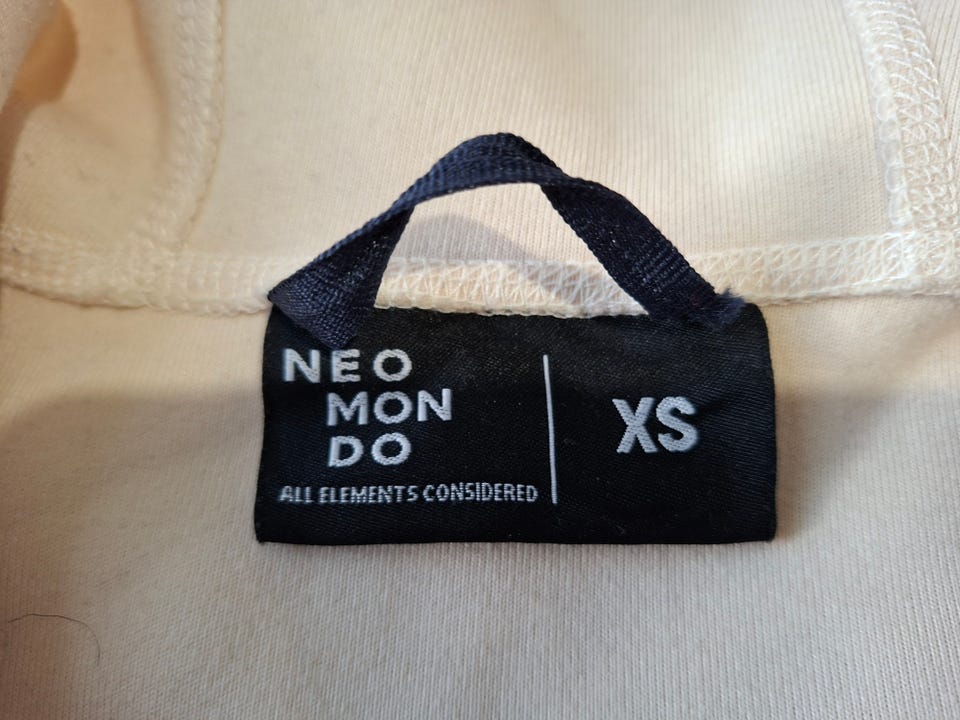 NEO
MON
DO
ALL ELEMENTS CONSIDERED
XS